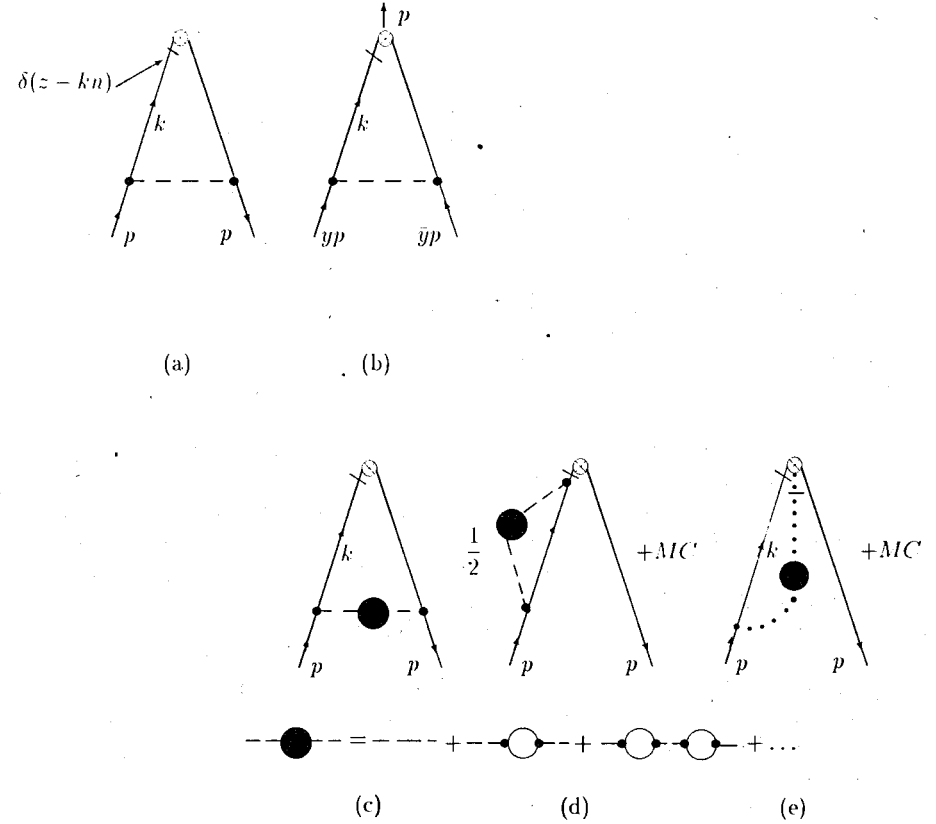 p
δ(z − kn)
k k
p p yp ȳp
(a) (b)
1/2 +MC k +MC
k
p p p p p p
= + + + ...
(c) (d) (e)